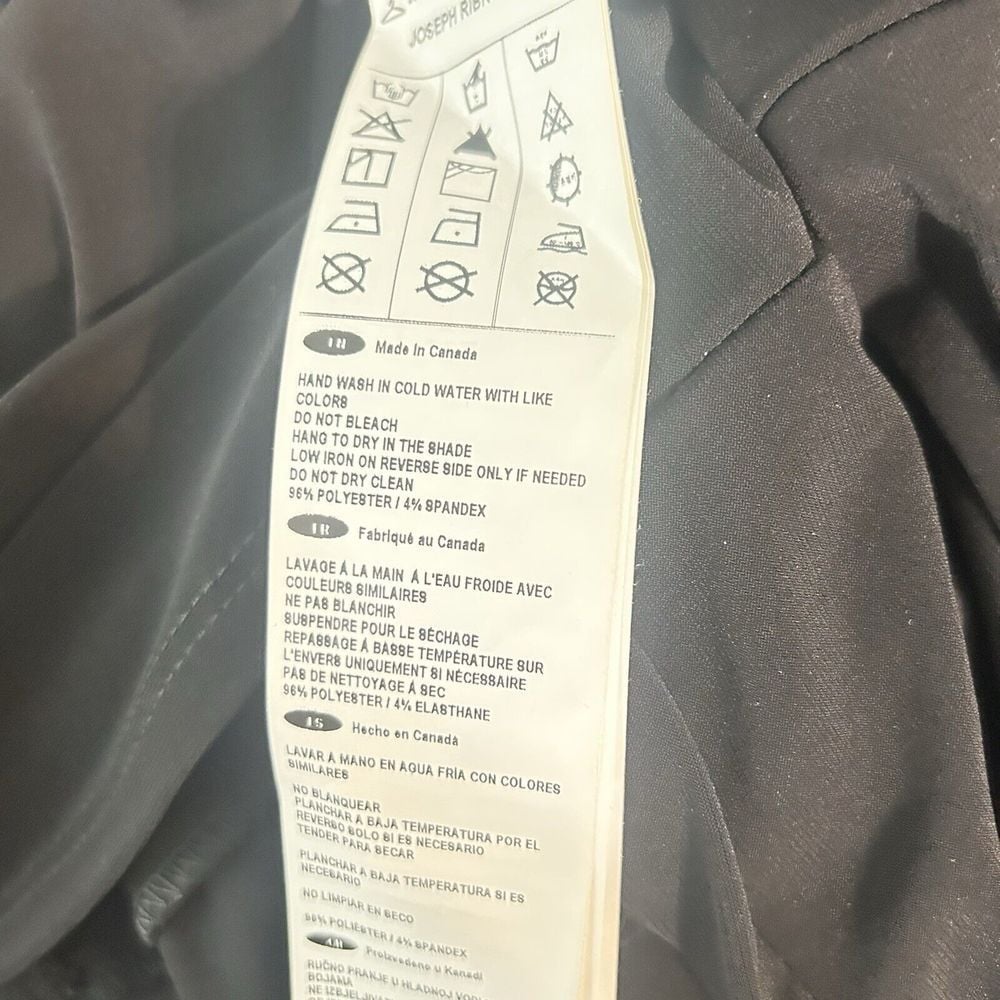 JOSEPH RIBK
EN Made In Canada
HAND WASH IN COLD WATER WITH LIKE
COLORS
DO NOT BLEACH
HANG TO DRY IN THE SHADE
LOW IRON ON REVERSE SIDE ONLY IF NEEDED
DO NOT DRY CLEAN
96% POLYESTER / 4% SPANDEX
FR Fabriqué au Canada
LAVAGE À LA MAIN À L'EAU FROIDE AVEC
COULEURS SIMILAIRES
NE PAS BLANCHIR
SUSPENDRE POUR LE SÉCHAGE
REPASSAGE À BASSE TEMPÉRATURE SUR
L'ENVERS UNIQUEMENT SI NÉCESSAIRE
PAS DE NETTOYAGE À SEC
96% POLYESTER / 4% ELASTHANE
ES Hecho en Canadá
LAVAR A MANO EN AGUA FRÍA CON COLORES
SIMILARES
NO BLANQUEAR
PLANCHAR A BAJA TEMPERATURA POR EL
REVERSO SOLO SI ES NECESARIO
TENDER PARA SECAR
PLANCHAR A BAJA TEMPERATURA SI ES
NECESARIO
NO LIMPIAR EN SECO
96% POLIÉSTER / 4% SPANDEX
Proizvedeno u Kanadi
RUČNO PRANJE U HLADNOJ VODI
BOJAMA